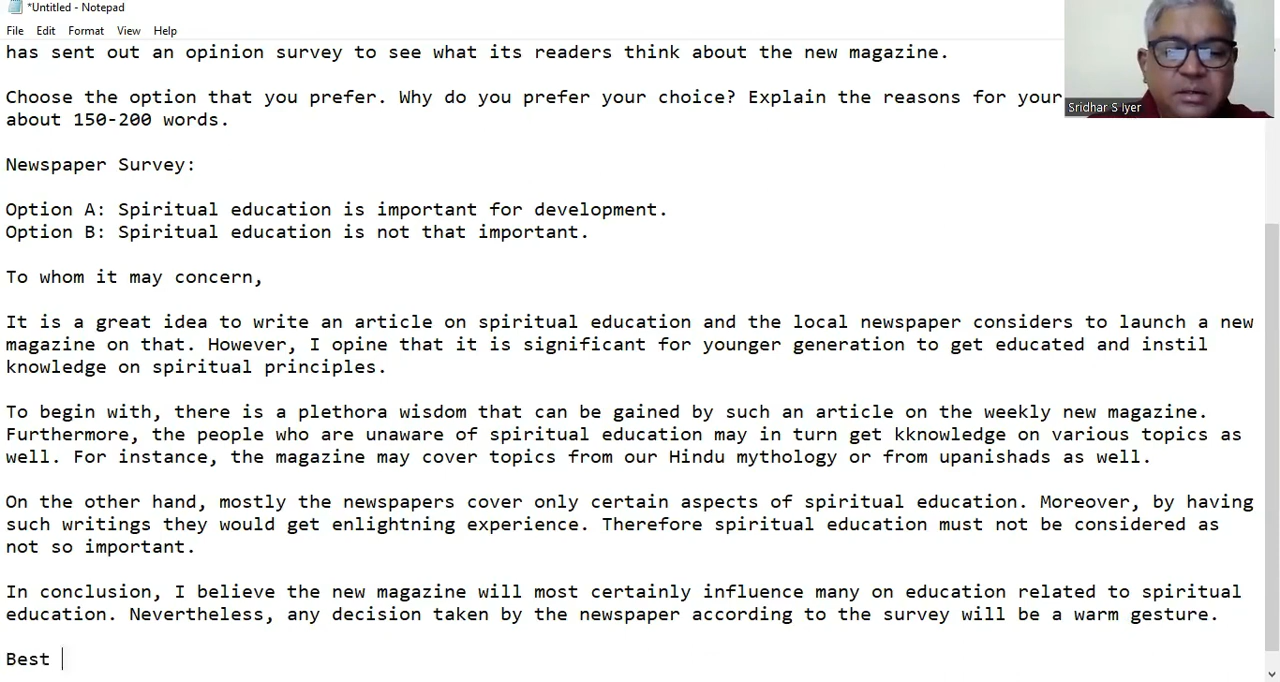 *Untitled - Notepad
File Edit Format View Help
has sent out an opinion survey to see what its readers think about the new magazine.
Choose the option that you prefer. Why do you prefer your choice? Explain the reasons for your
about 150-200 words.
Sridhar S Iyer
Newspaper Survey:
Option A: Spiritual education is important for development.
Option B: Spiritual education is not that important.
To whom it may concern,
It is a great idea to write an article on spiritual education and the local newspaper considers to launch a new
magazine on that. However, I opine that it is significant for younger generation to get educated and instil
knowledge on spiritual principles.
To begin with, there is a plethora wisdom that can be gained by such an article on the weekly new magazine.
Furthermore, the people who are unaware of spiritual education may in turn get kknowledge on various topics as
well. For instance, the magazine may cover topics from our Hindu mythology or from upanishads as well.
On the other hand, mostly the newspapers cover only certain aspects of spiritual education. Moreover, by having
such writings they would get enlightning experience. Therefore spiritual education must not be considered as
not so important.
In conclusion, I believe the new magazine will most certainly influence many on education related to spiritual
education. Nevertheless, any decision taken by the newspaper according to the survey will be a warm gesture.
Best